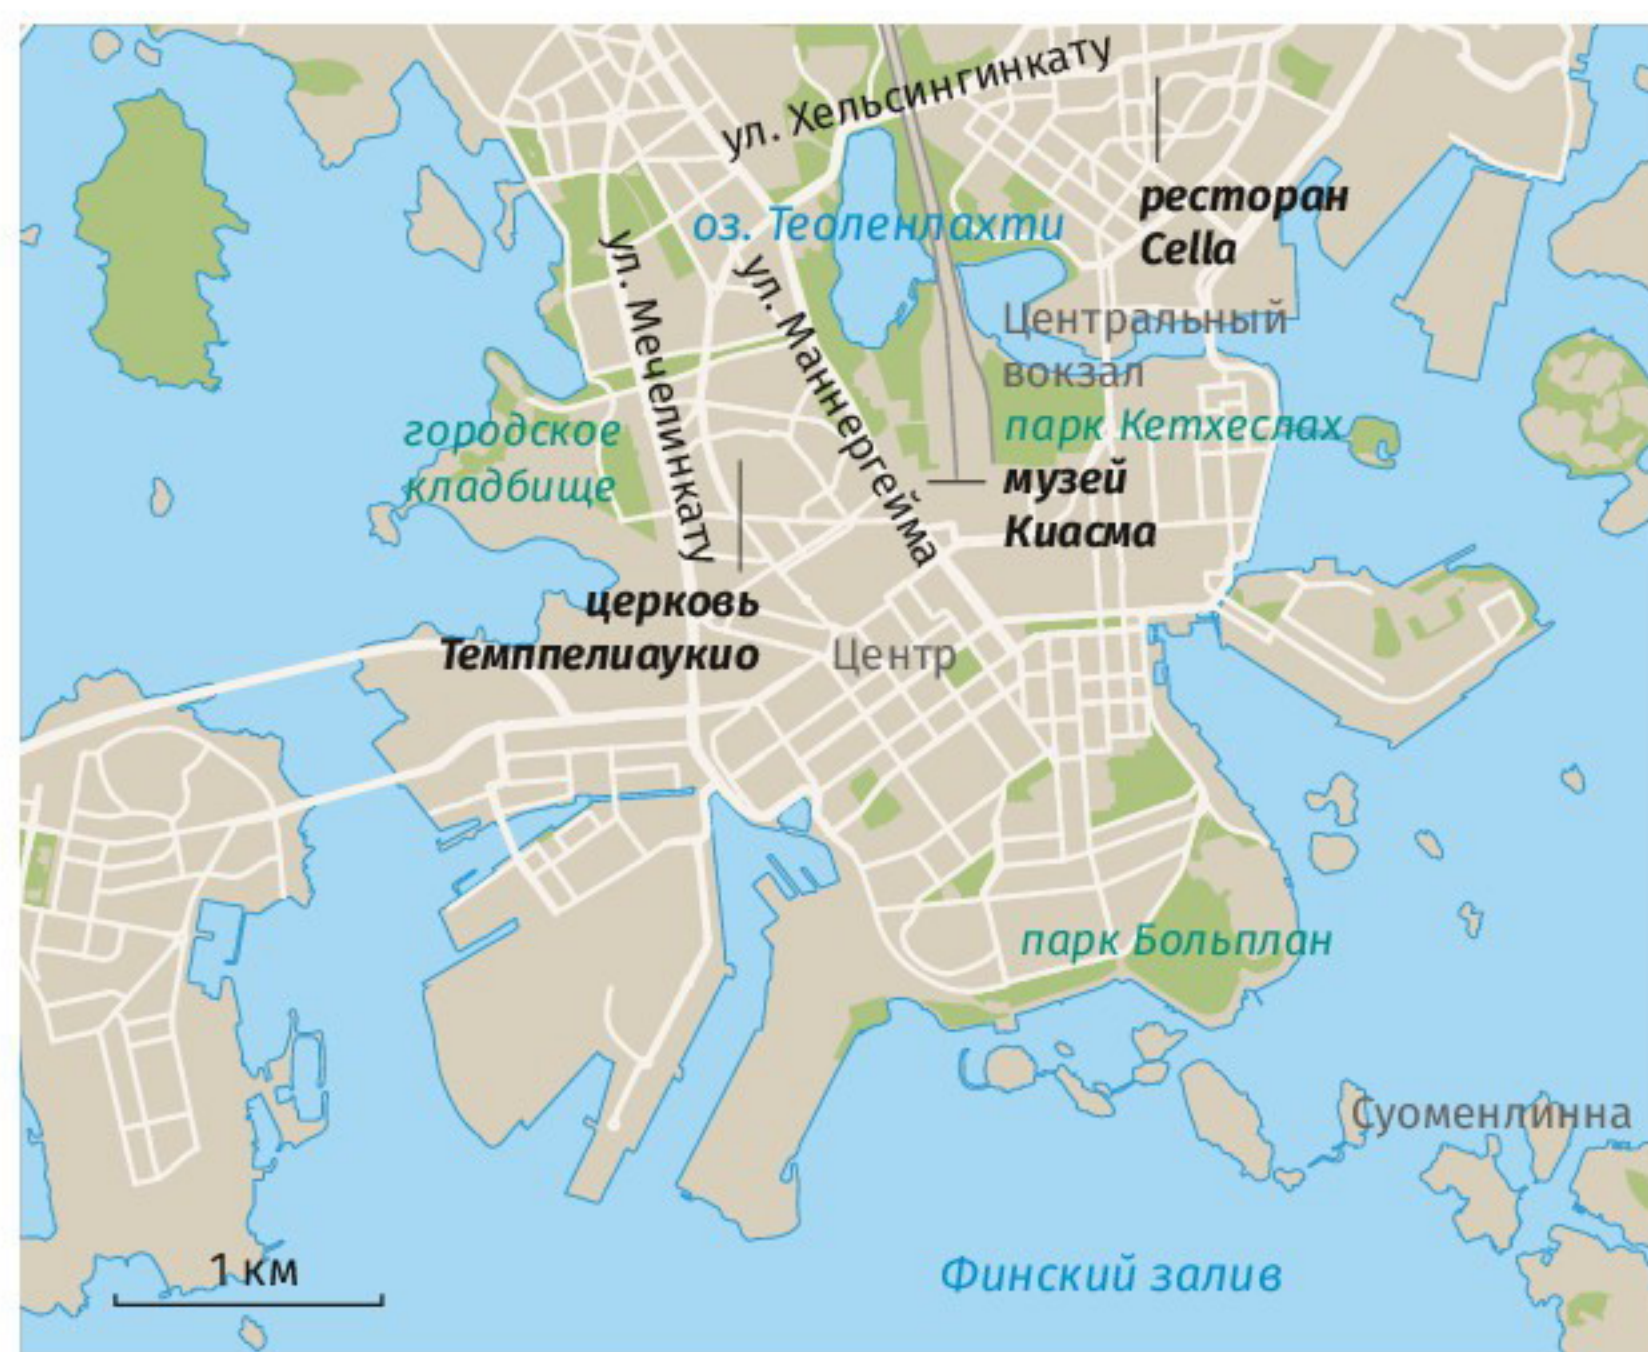 ул. Хельсингинкату
ресторан
Cella
оз. Теоленлахти
ул. Мечелинкату
ул. Маннергейма
Центральный
вокзал
парк Кетхеслах
музей
Киасма
городское
кладбище
церковь
Темппелиаукио
Центр
парк Больплан
Суоменлинна
Финский залив
1 км